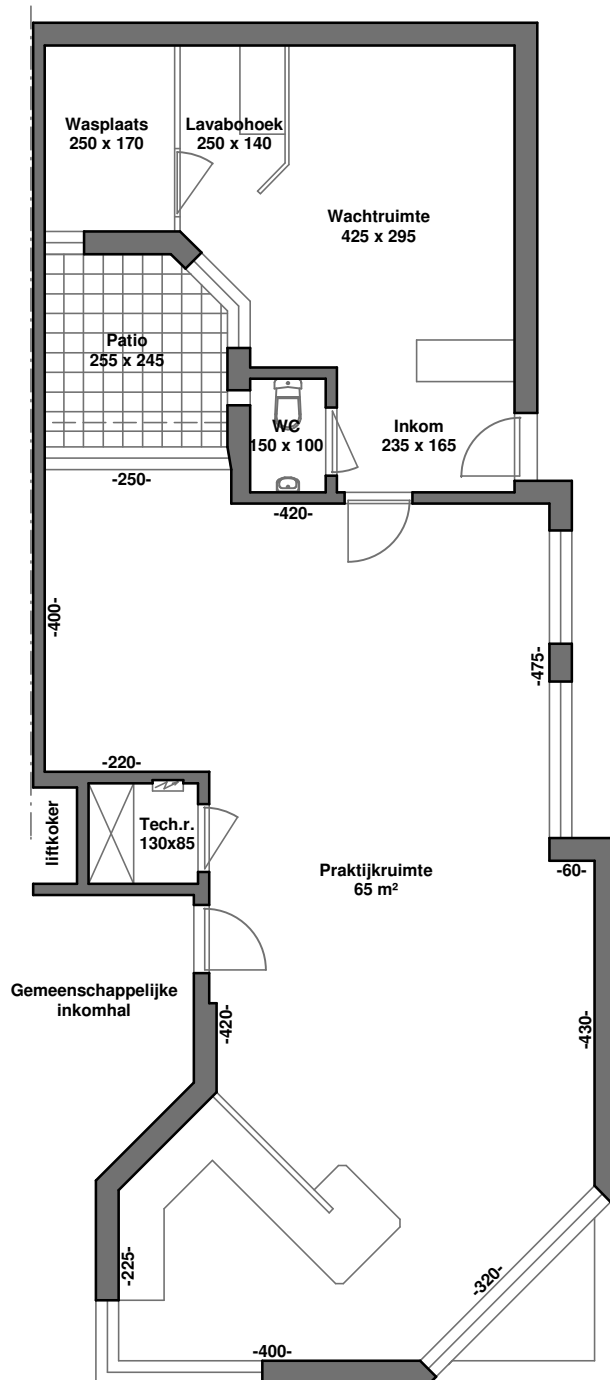 Wasplaats
250 x 170
Lavabohoek
250 x 140
Wachtruimte
425 x 295
Patio
255 x 245
WC
150 x 100
Inkom
235 x 165
-250-
-420-
-400-
-475-
-220-
liftkoker
Tech.r.
130x85
Praktijkruimte
65 m²
-60-
Gemeenschappelijke
inkomhal
-420-
-430-
-225-
-320-
-400-